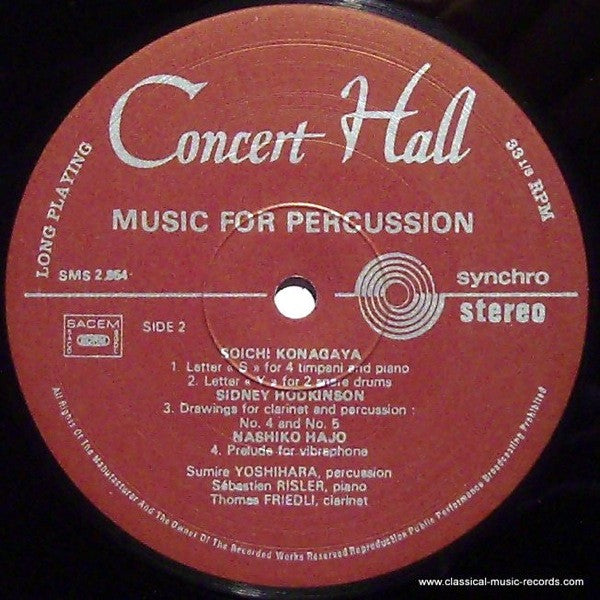 Concert Hall
LONG PLAYING
33 1/3 RPM
MUSIC FOR PERCUSSION
SMS 2.864
synchro
stereo
SACEM
SIDE 2
SOICHI KONAGAYA
1. Letter « S » for 4 timpani and piano
2. Letter « X » for 2 snare drums
SIDNEY HODKINSON
3. Drawings for clarinet and percussion :
No. 4 and No. 5
NASHIKO HAJO
4. Prelude for vibraphone
Sumire YOSHIHARA, percussion
Sébastien RISLER, piano
Thomas FRIEDLI, clarinet
All Rights Of The Manufacturer And Of The Owner Of The Recorded Works Reserved Reproduction Public Performance Broadcasting Prohibited
www.classical-music-records.com